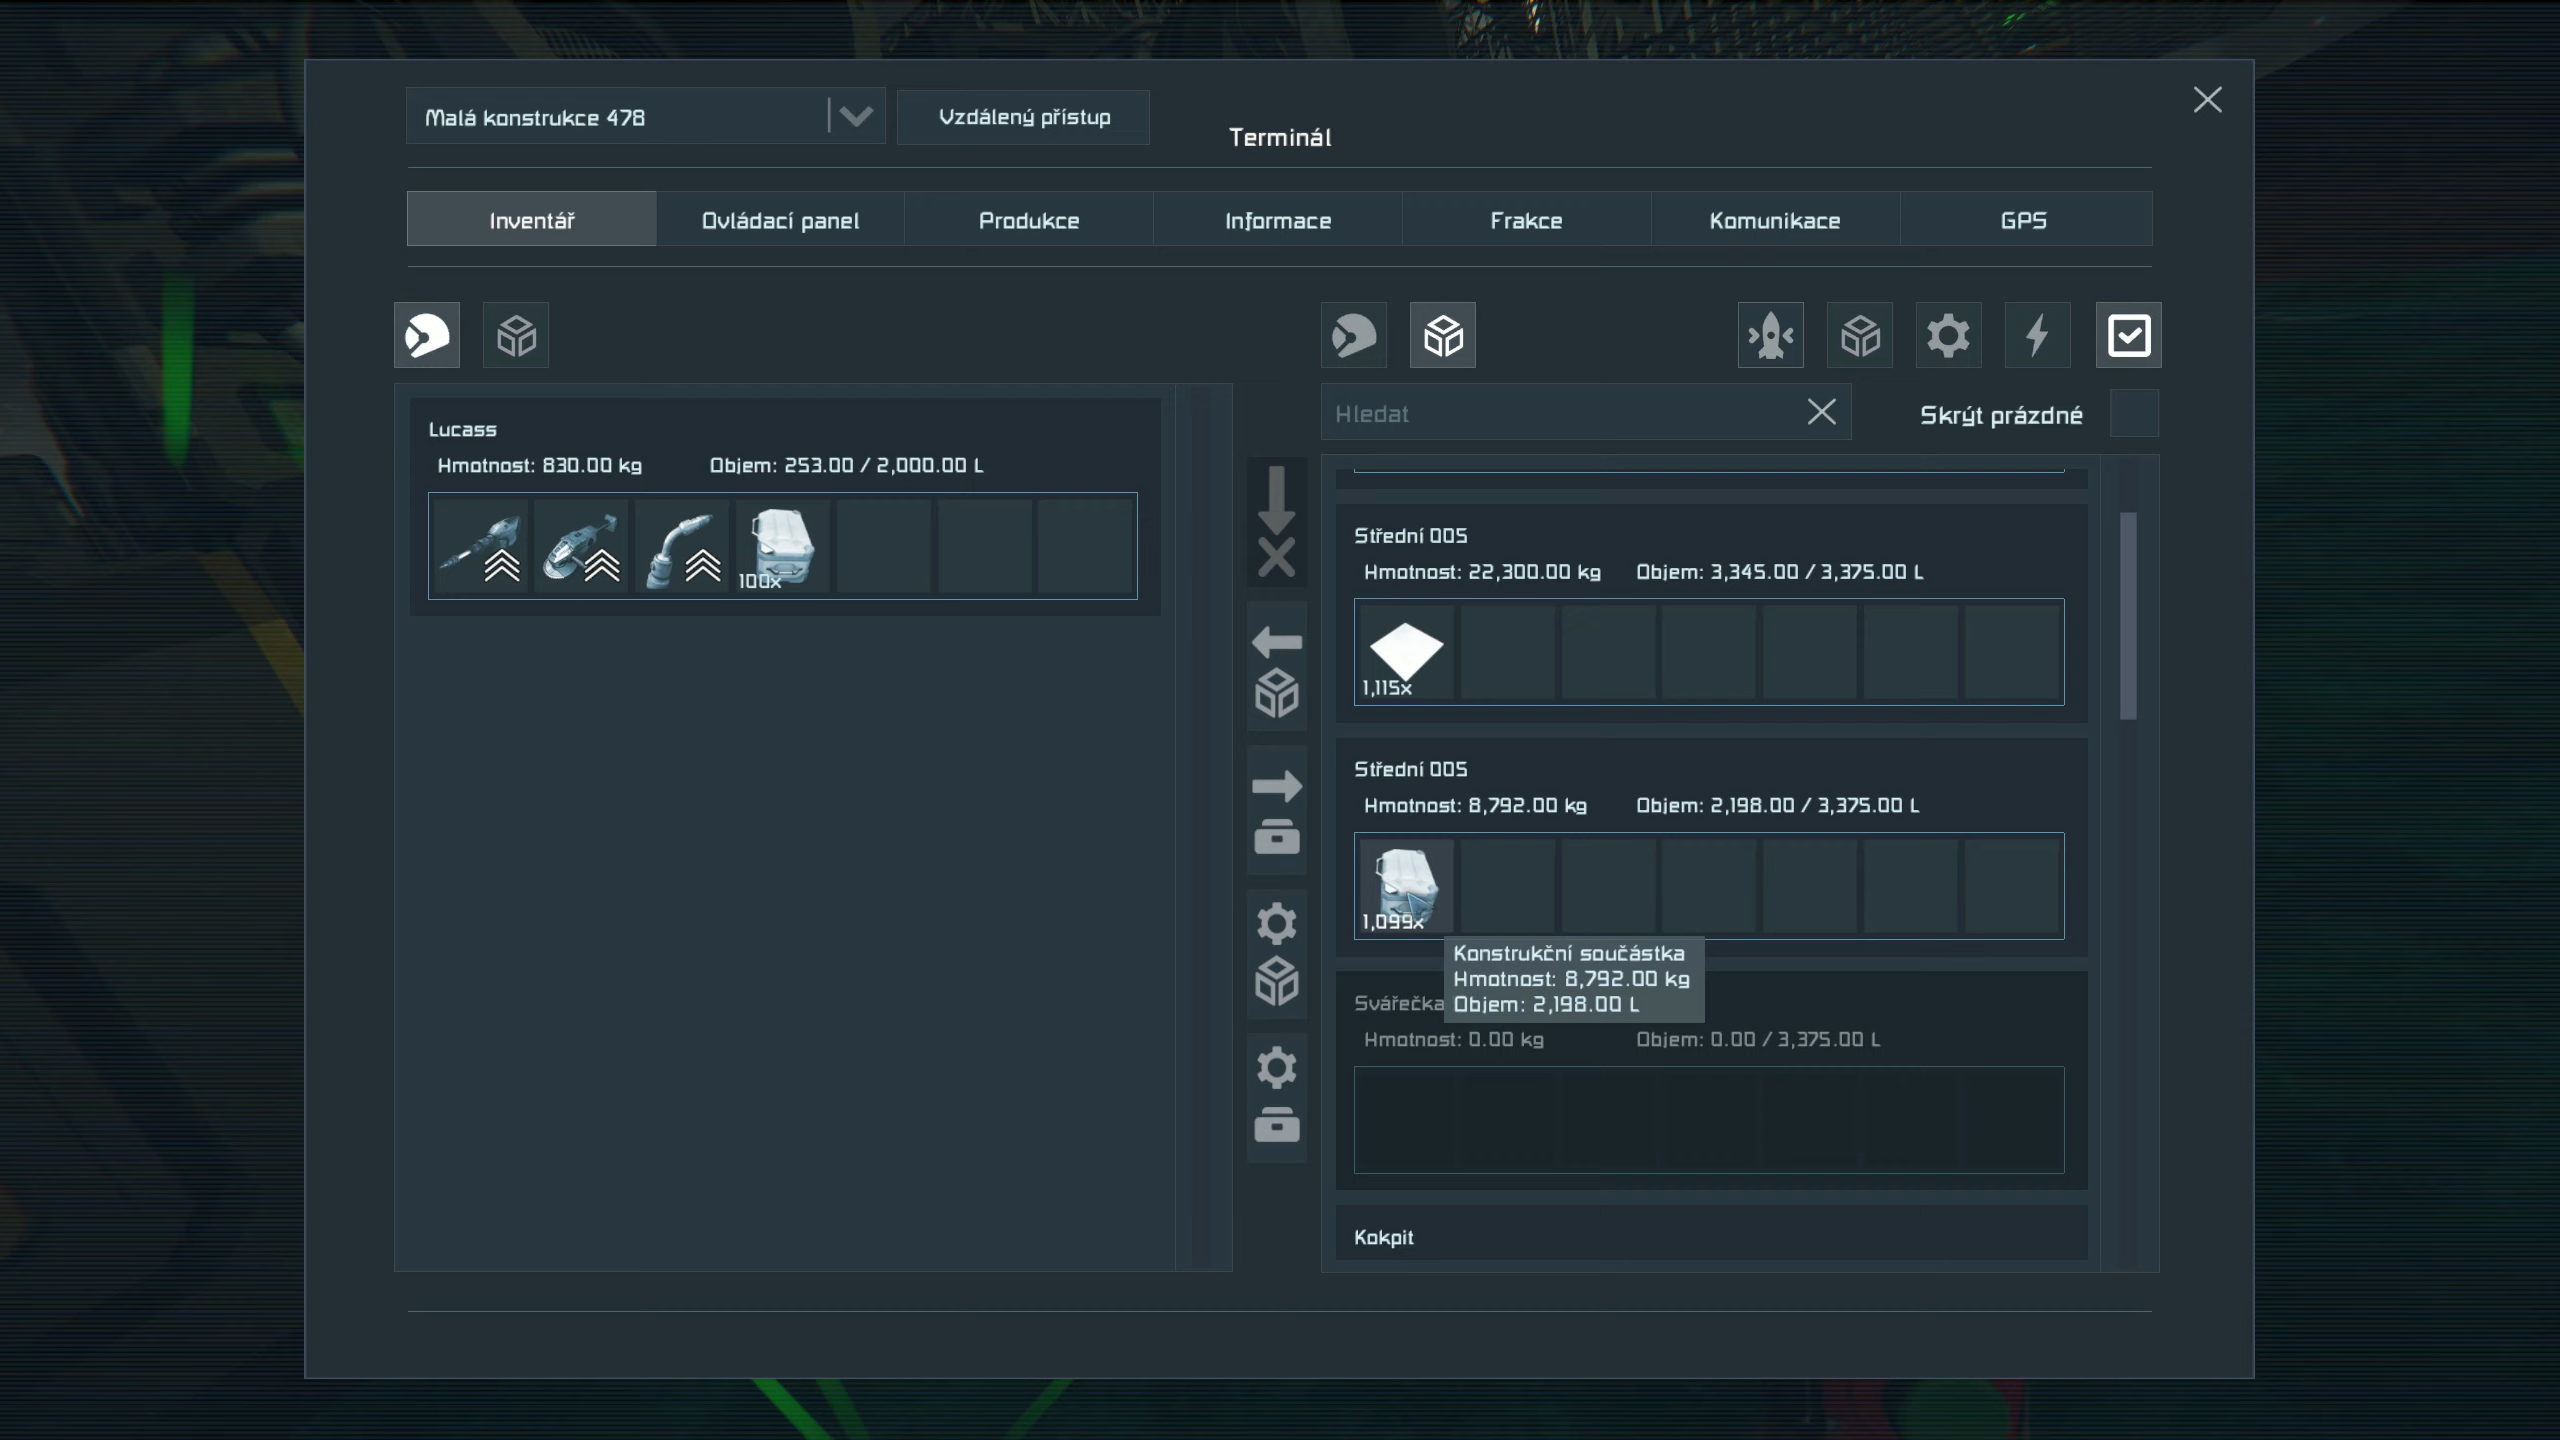 Malá konstrukce 478
Vzdálený přístup
Terminál
Inventář
Ovládací panel
Produkce
Informace
Frakce
Komunikace
GPS
Lucass
Hmotnost: 830.00 kg
Objem: 253.00 / 2,000.00 L
100x
Hledat
Skrýt prázdné
Střední 005
Hmotnost: 22,300.00 kg
Objem: 3,345.00 / 3,375.00 L
1,115x
Střední 005
Hmotnost: 8,792.00 kg
Objem: 2,198.00 / 3,375.00 L
1,099x
Konstrukční součástka
Hmotnost: 8,792.00 kg
Objem: 2,198.00 L
Svářečka
Hmotnost: 0.00 kg
Objem: 0.00 / 3,375.00 L
Kokpit